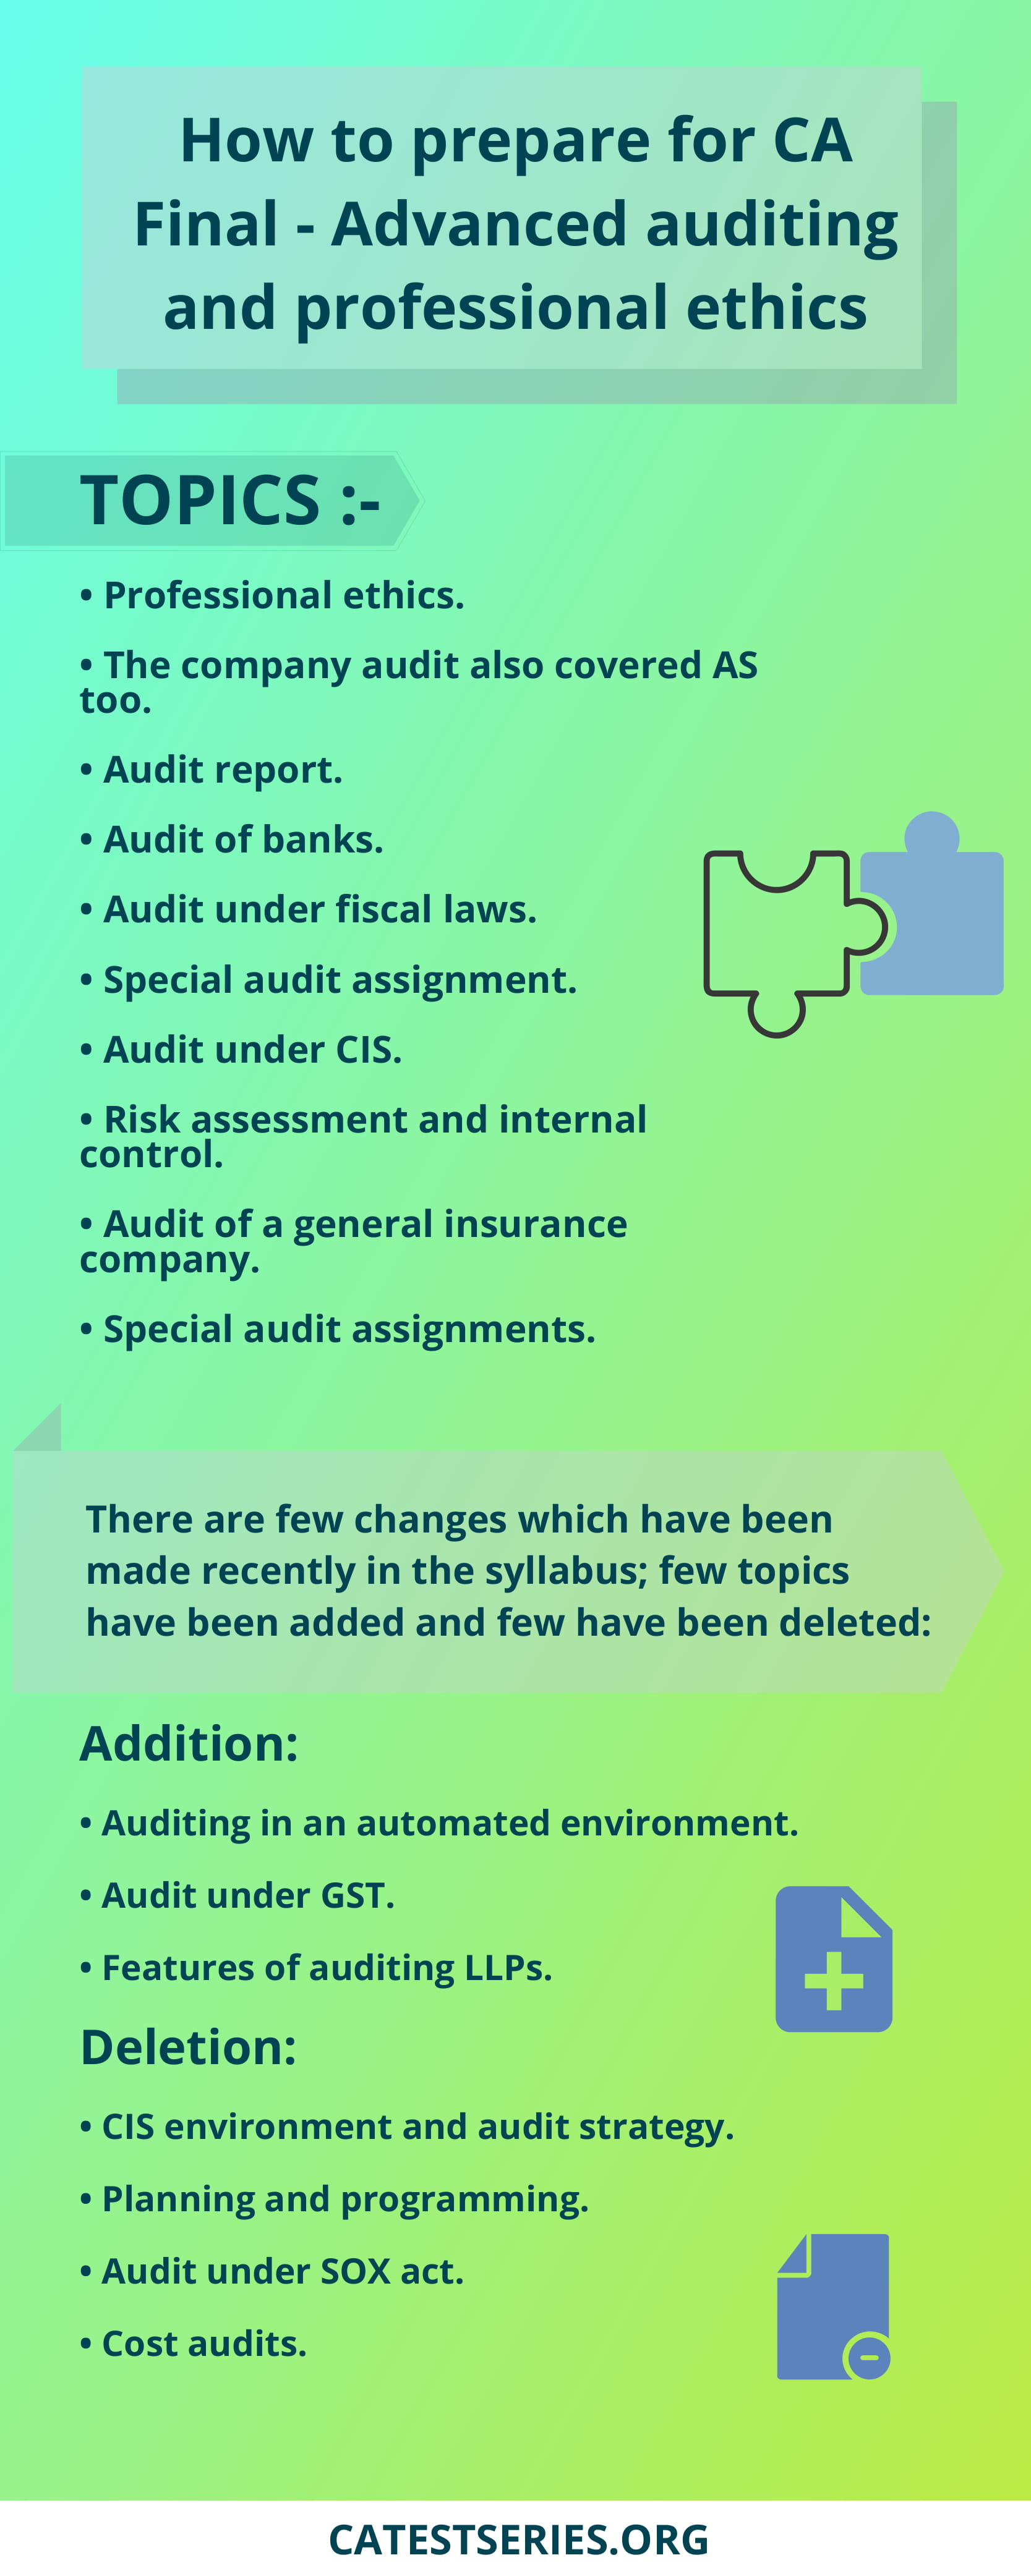 How to prepare for CA
Final - Advanced auditing
and professional ethics
TOPICS :-
• Professional ethics.
• The company audit also covered AS
too.
• Audit report.
• Audit of banks.
• Audit under fiscal laws.
• Special audit assignment.
• Audit under CIS.
• Risk assessment and internal
control.
• Audit of a general insurance
company.
• Special audit assignments.
There are few changes which have been
made recently in the syllabus; few topics
have been added and few have been deleted:
Addition:
• Auditing in an automated environment.
• Audit under GST.
• Features of auditing LLPs.
Deletion:
• CIS environment and audit strategy.
• Planning and programming.
• Audit under SOX act.
• Cost audits.
CATESTSERIES.ORG